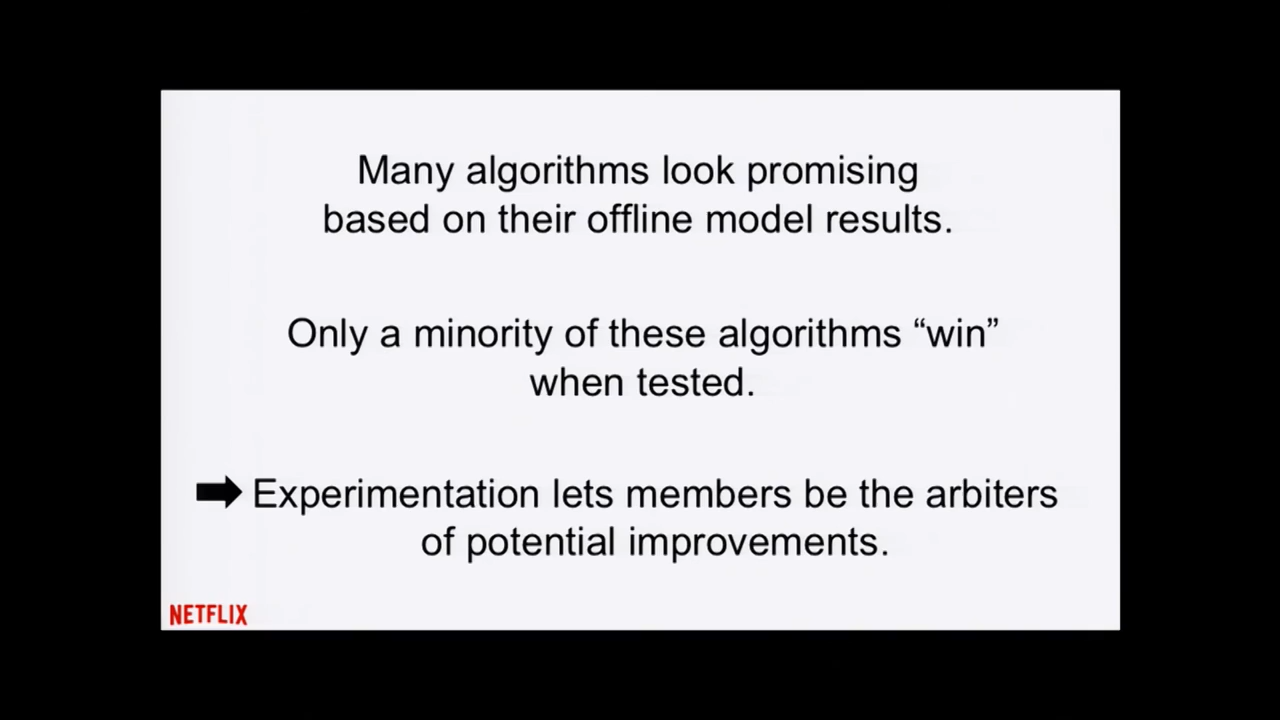 Many algorithms look promising
based on their offline model results.
Only a minority of these algorithms “win”
when tested.
Experimentation lets members be the arbiters
of potential improvements.
NETFLIX